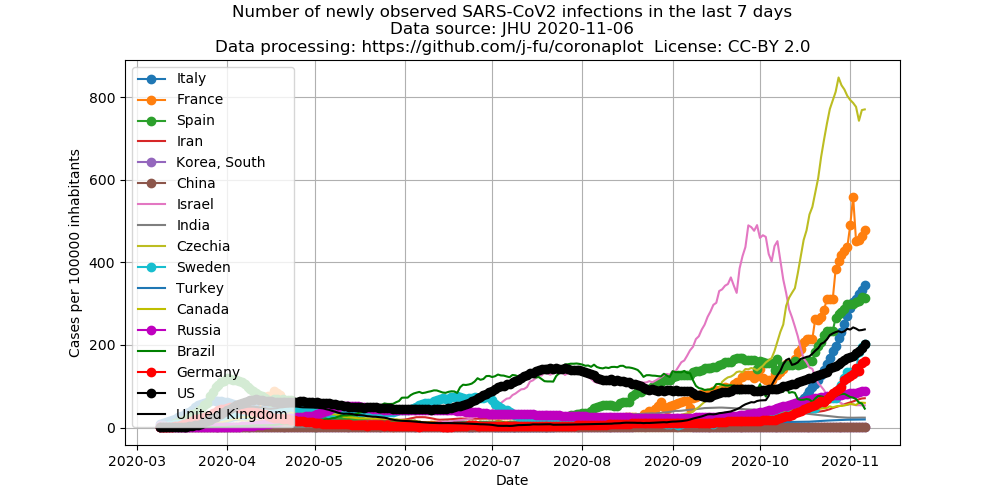 Number of newly observed SARS-CoV2 infections in the last 7 days
Data source: JHU 2020-11-06
Data processing: https://github.com/j-fu/coronaplot  License: CC-BY 2.0
Cases per 100000 inhabitants
800
600
400
200
0
Italy
France
Spain
Iran
Korea, South
China
Israel
India
Czechia
Sweden
Turkey
Canada
Russia
Brazil
Germany
US
United Kingdom
2020-03 2020-04 2020-05 2020-06 2020-07 2020-08 2020-09 2020-10 2020-11
Date